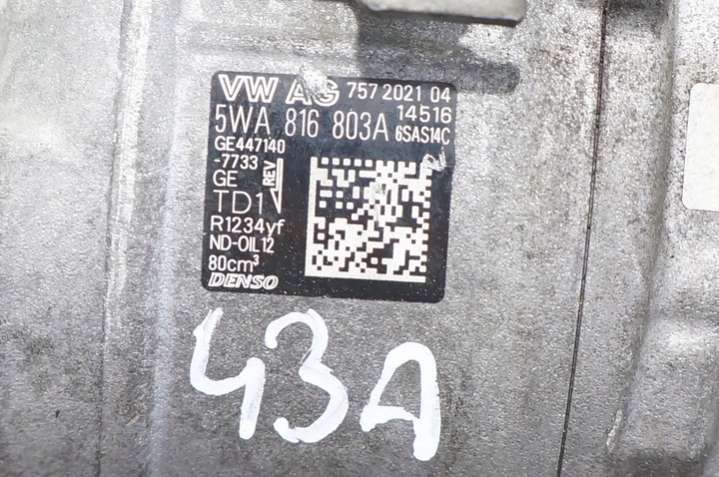 VW AG 757 2021 04
14516
5WA 816 803A 6SAS14C
GE447140
-7733
REV
GE
TD1
R1234yf
ND-OIL12
80cm³
DENSO
43A